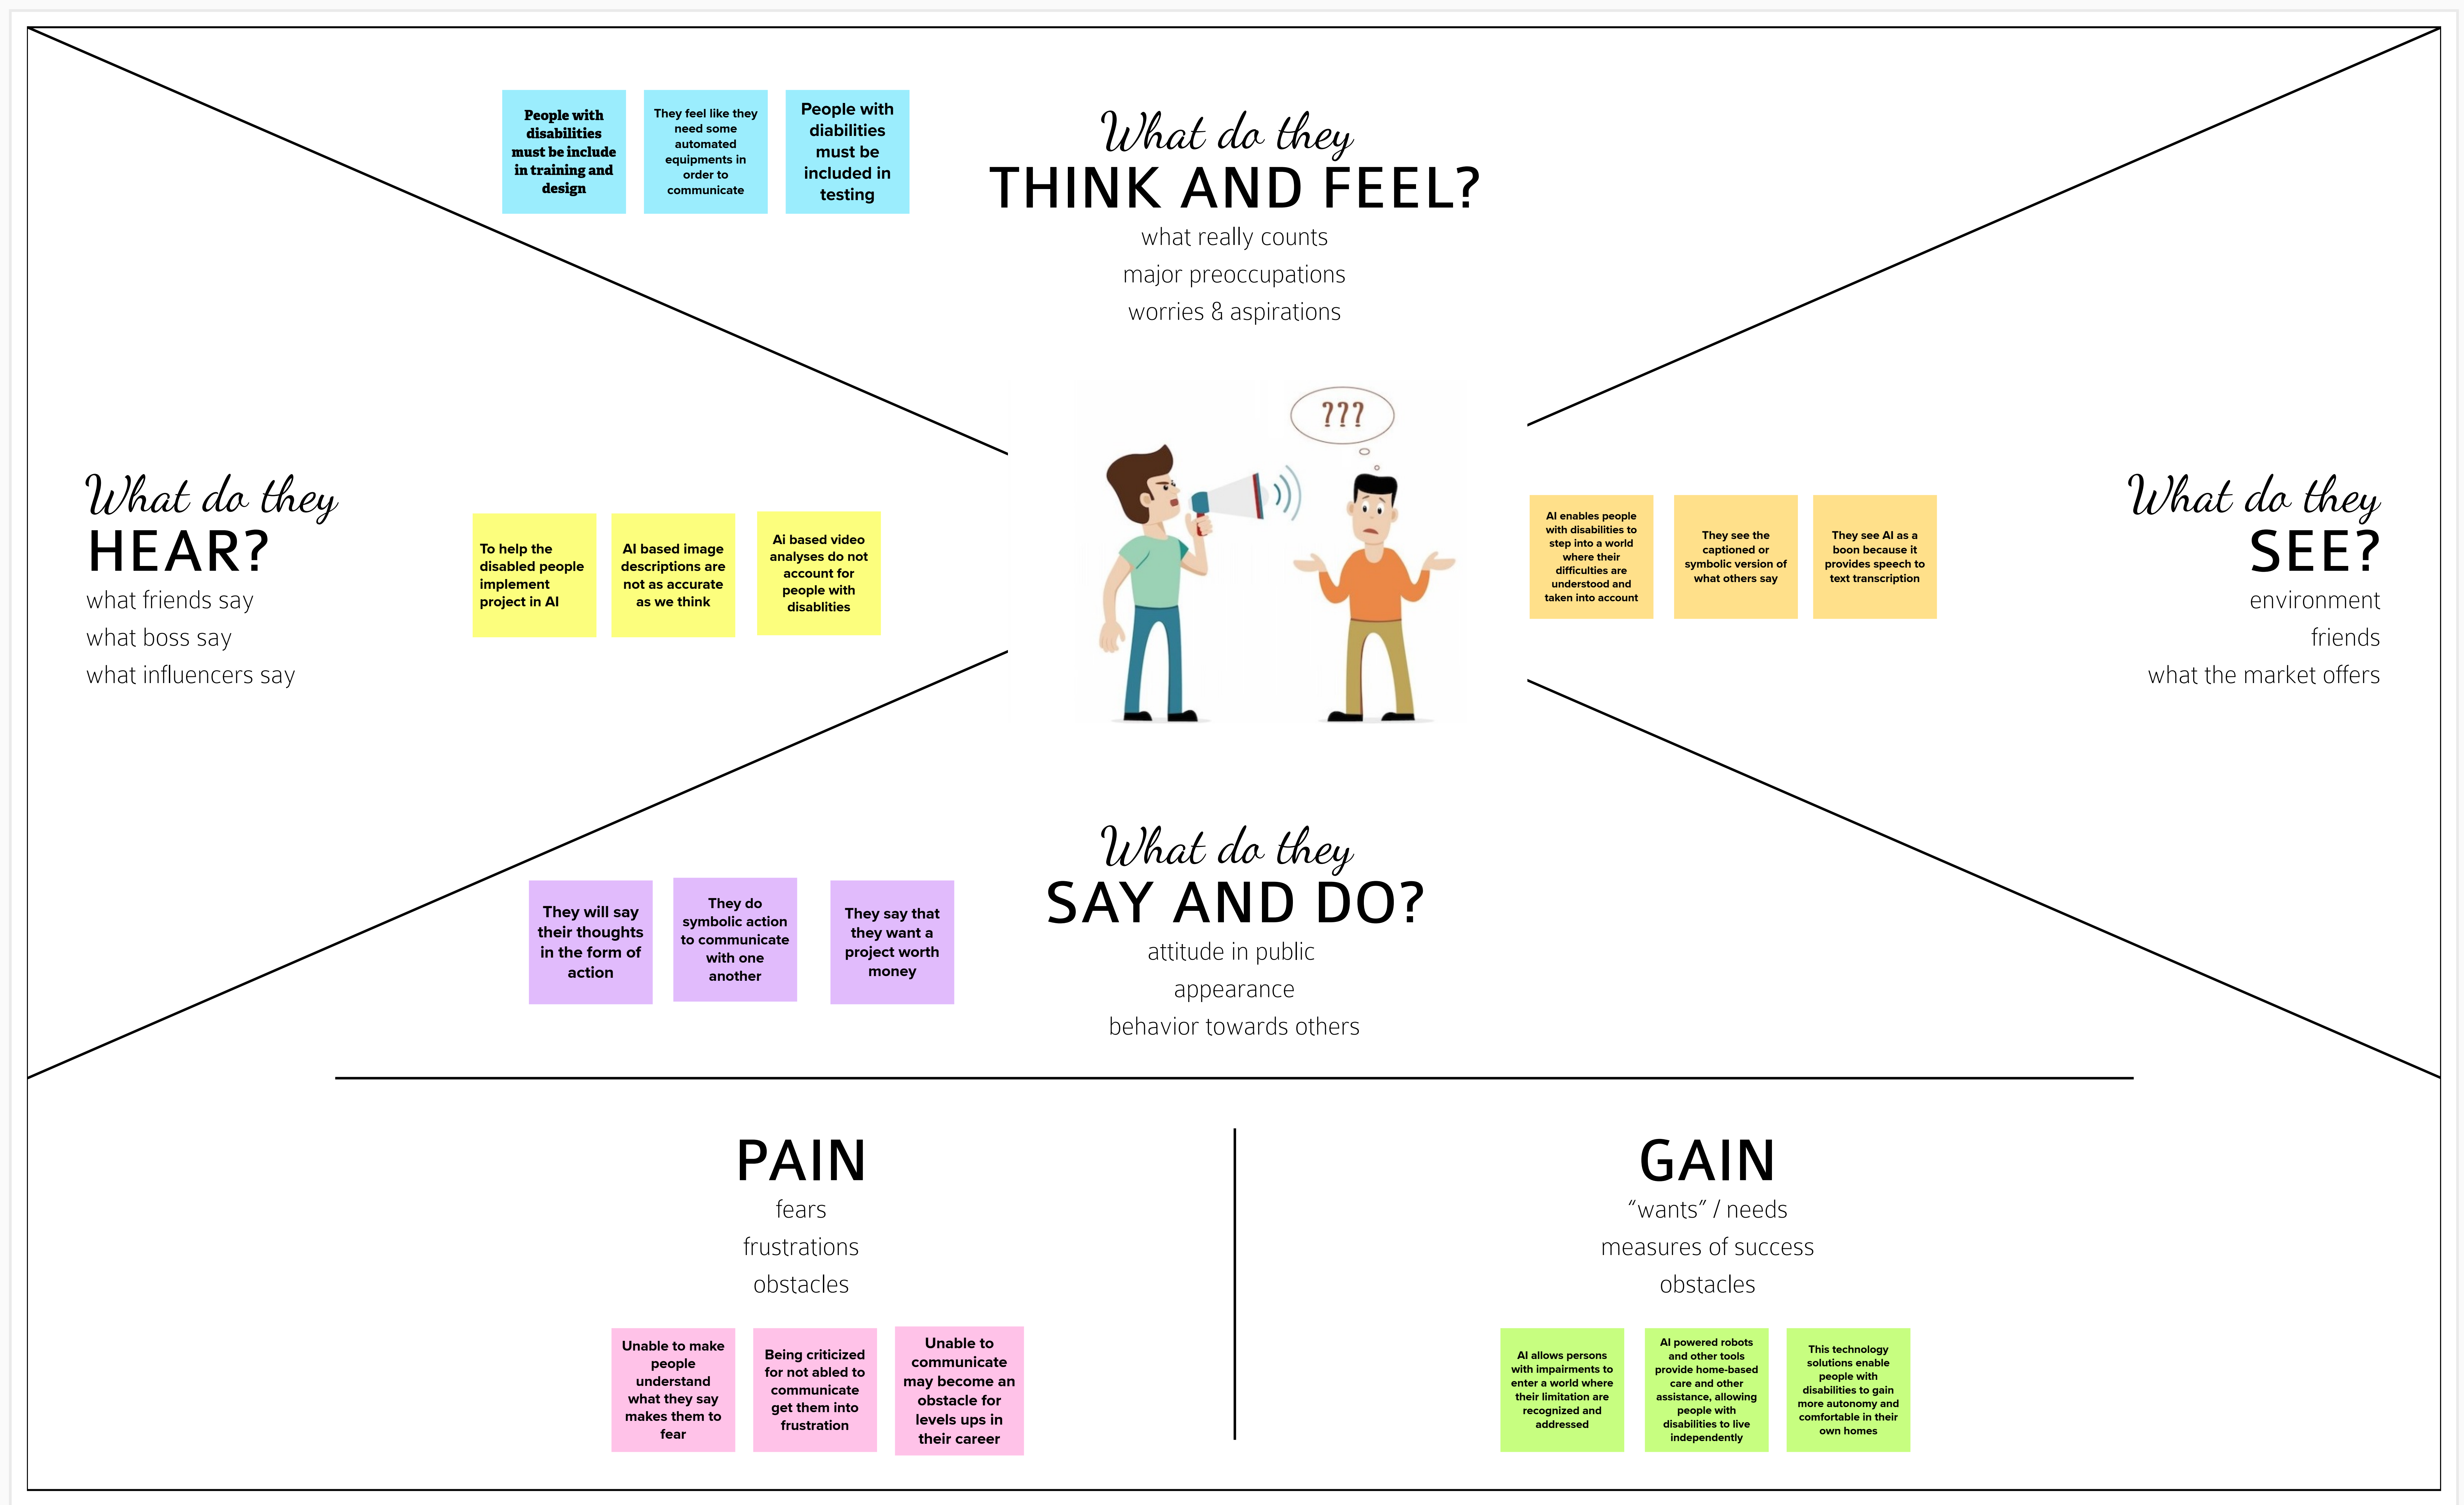 People with
disabilities
must be include
in training and
design
They feel like they
need some
automated
equipments in
order to
communicate
People with
diabilities
must be
included in
testing
What do they
THINK AND FEEL?
what really counts
major preoccupations
worries & aspirations
???
What do they
HEAR?
what friends say
what boss say
what influencers say
To help the
disabled people
implement
project in AI
AI based image
descriptions are
not as accurate
as we think
Ai based video
analyses do not
account for
people with
disablities
AI enables people
with disabilities to
step into a world
where their
difficulties are
understood and
taken into account
They see the
captioned or
symbolic version of
what others say
They see AI as a
boon because it
provides speech to
text transcription
What do they
SEE?
environment
friends
what the market offers
They will say
their thoughts
in the form of
action
They do
symbolic action
to communicate
with one
another
They say that
they want a
project worth
money
What do they
SAY AND DO?
attitude in public
appearance
behavior towards others
PAIN
fears
frustrations
obstacles
Unable to make
people
understand
what they say
makes them to
fear
Being criticized
for not abled to
communicate
get them into
frustration
Unable to
communicate
may become an
obstacle for
levels ups in
their career
GAIN
“wants” / needs
measures of success
obstacles
AI allows persons
with impairments to
enter a world where
their limitation are
recognized and
addressed
AI powered robots
and other tools
provide home-based
care and other
assistance, allowing
people with
disabilities to live
independently
This technology
solutions enable
people with
disabilities to gain
more autonomy and
comfortable in their
own homes